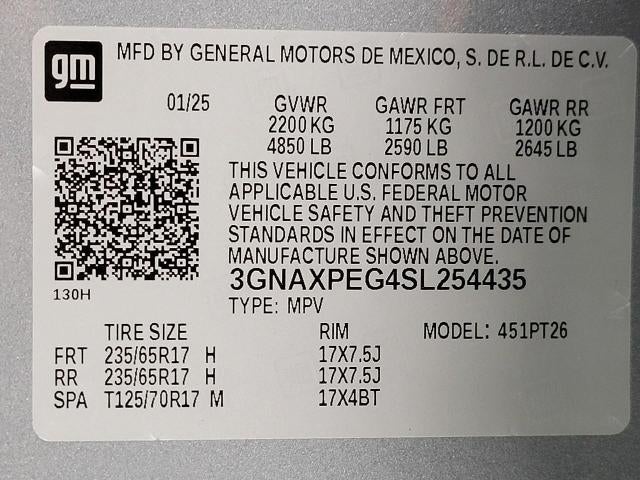 gm MFD BY GENERAL MOTORS DE MEXICO, S. DE R.L. DE C.V.
01/25 GVWR GAWR FRT GAWR RR
2200 KG 1175 KG 1200 KG
4850 LB 2590 LB 2645 LB
THIS VEHICLE CONFORMS TO ALL
APPLICABLE U.S. FEDERAL MOTOR
VEHICLE SAFETY AND THEFT PREVENTION
STANDARDS IN EFFECT ON THE DATE OF
MANUFACTURE SHOWN ABOVE.
3GNAXPEG4SL254435
130H
TYPE: MPV
TIRE SIZE RIM MODEL: 451PT26
FRT 235/65R17 H 17X7.5J
RR 235/65R17 H 17X7.5J
SPA T125/70R17 M 17X4BT